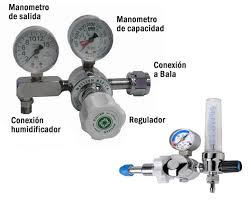 Manometro
de salida
Manometro
de capacidad
Conexión
a Bala
Conexión
humidificador
Regulador